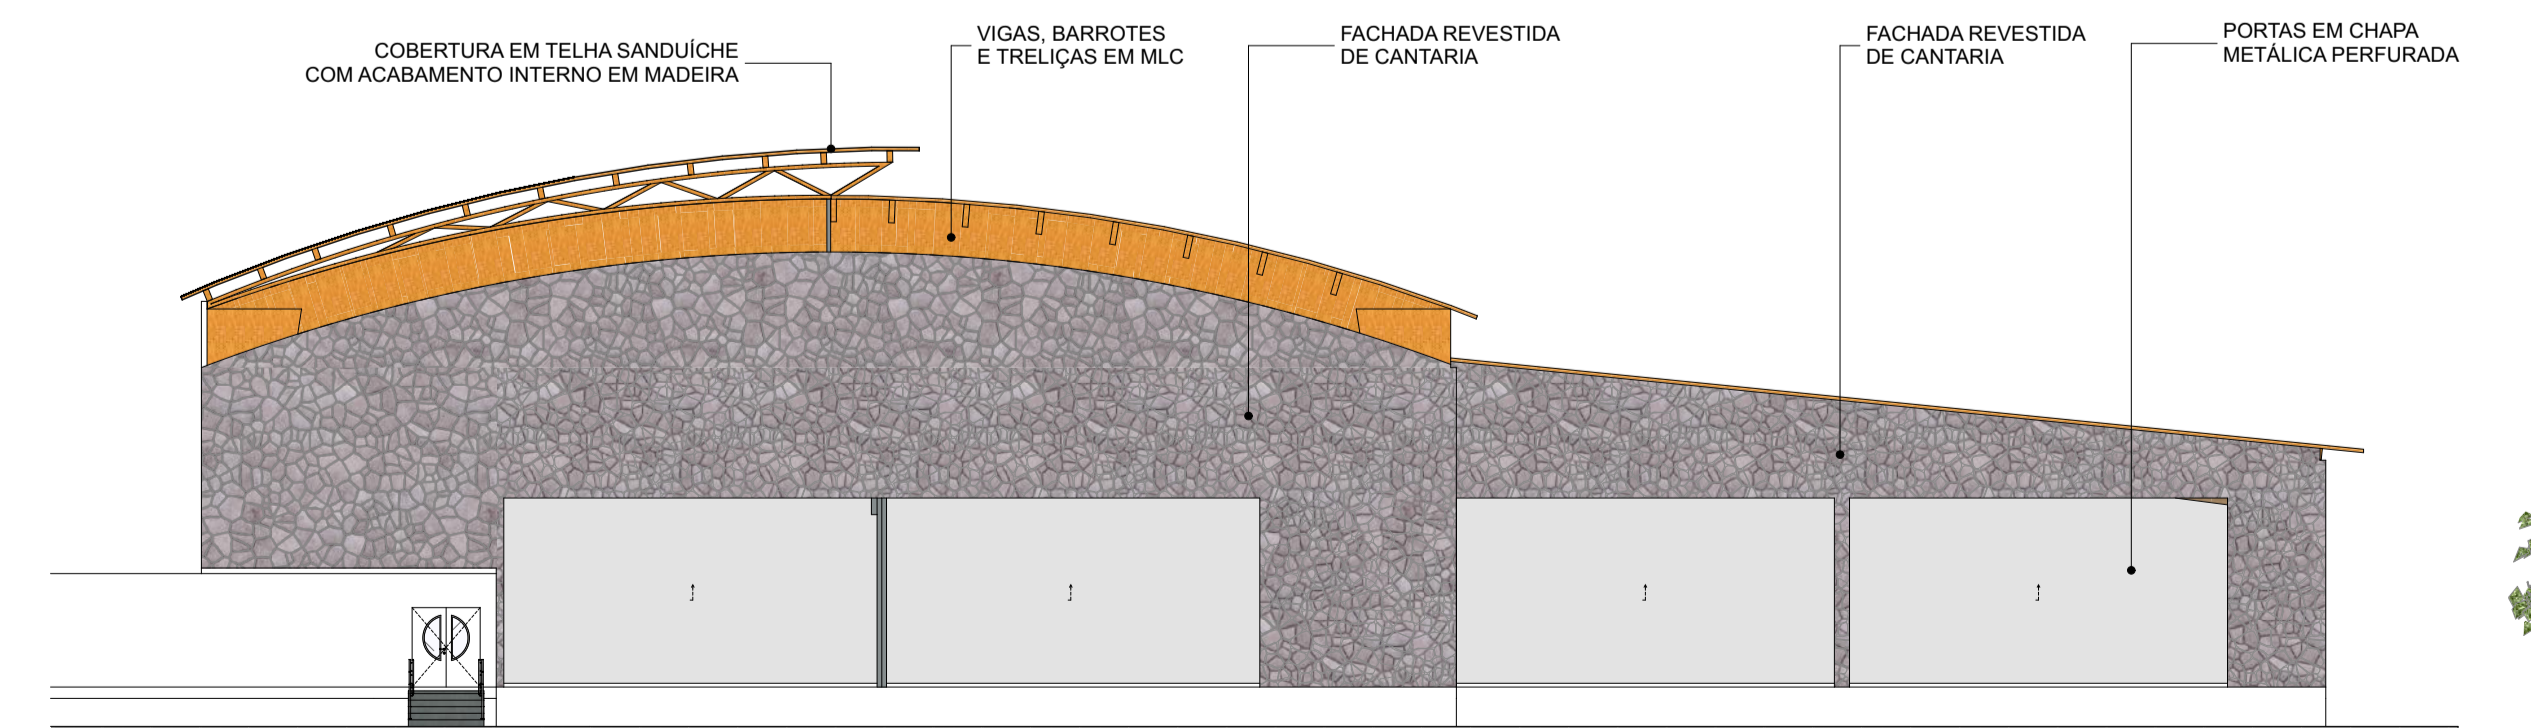 COBERTURA EM TELHA SANDUÍCHE
COM ACABAMENTO INTERNO EM MADEIRA
VIGAS, BARROTES
E TRELIÇAS EM MLC
FACHADA REVESTIDA
DE CANTARIA
FACHADA REVESTIDA
DE CANTARIA
PORTAS EM CHAPA
METÁLICA PERFURADA